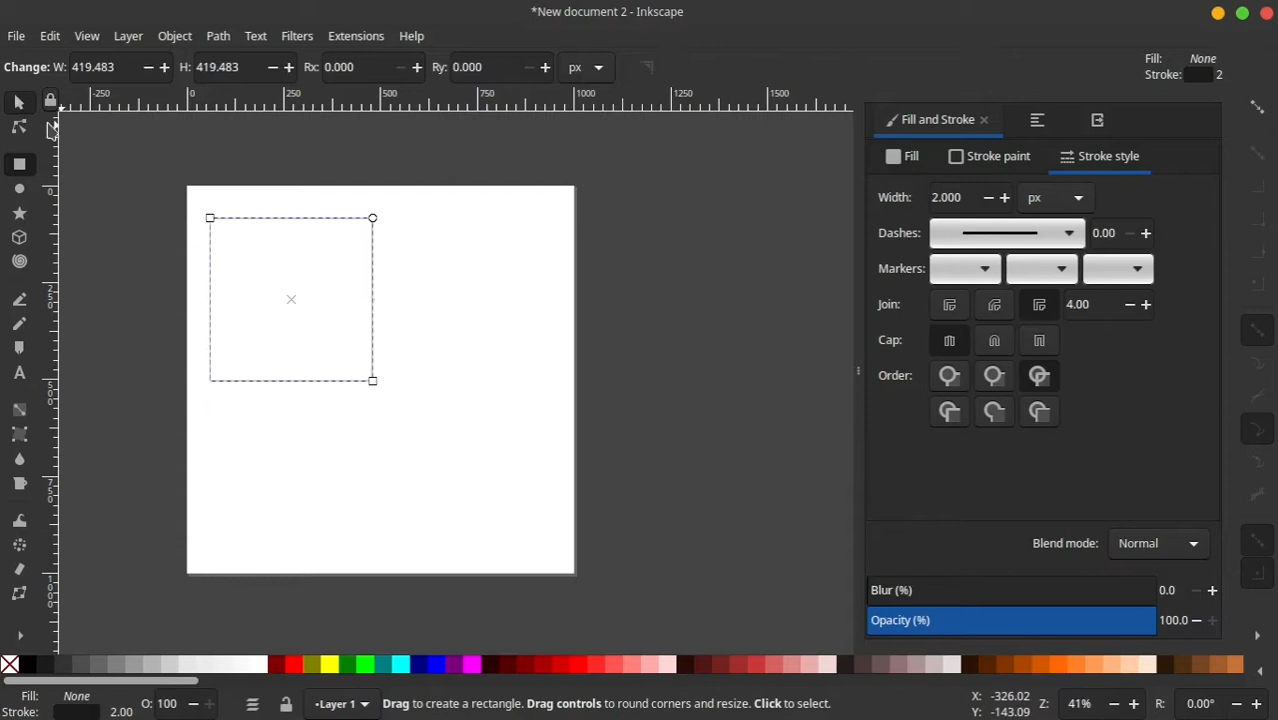 *New document 2 - Inkscape
File Edit View Layer Object Path Text Filters Extensions Help
Change: W: 419.483 H: 419.483 Rx: 0.000 Ry: 0.000 px
Fill: None
Stroke: 2
-250 0 250 500 750 1000 1250 1500
Fill and Stroke
Fill Stroke paint Stroke style
Width: 2.000 px
Dashes: 0.00
Markers:
Join: 4.00
Cap:
Order:
0
250
500
750
1000
Blend mode: Normal
Blur (%) 0.0
Opacity (%) 100.0
Fill: None
Stroke: 2.00
O: 100
•Layer 1
Drag to create a rectangle. Drag controls to round corners and resize. Click to select.
X: -326.02
Y: -143.09
Z: 41%
R: 0.00°